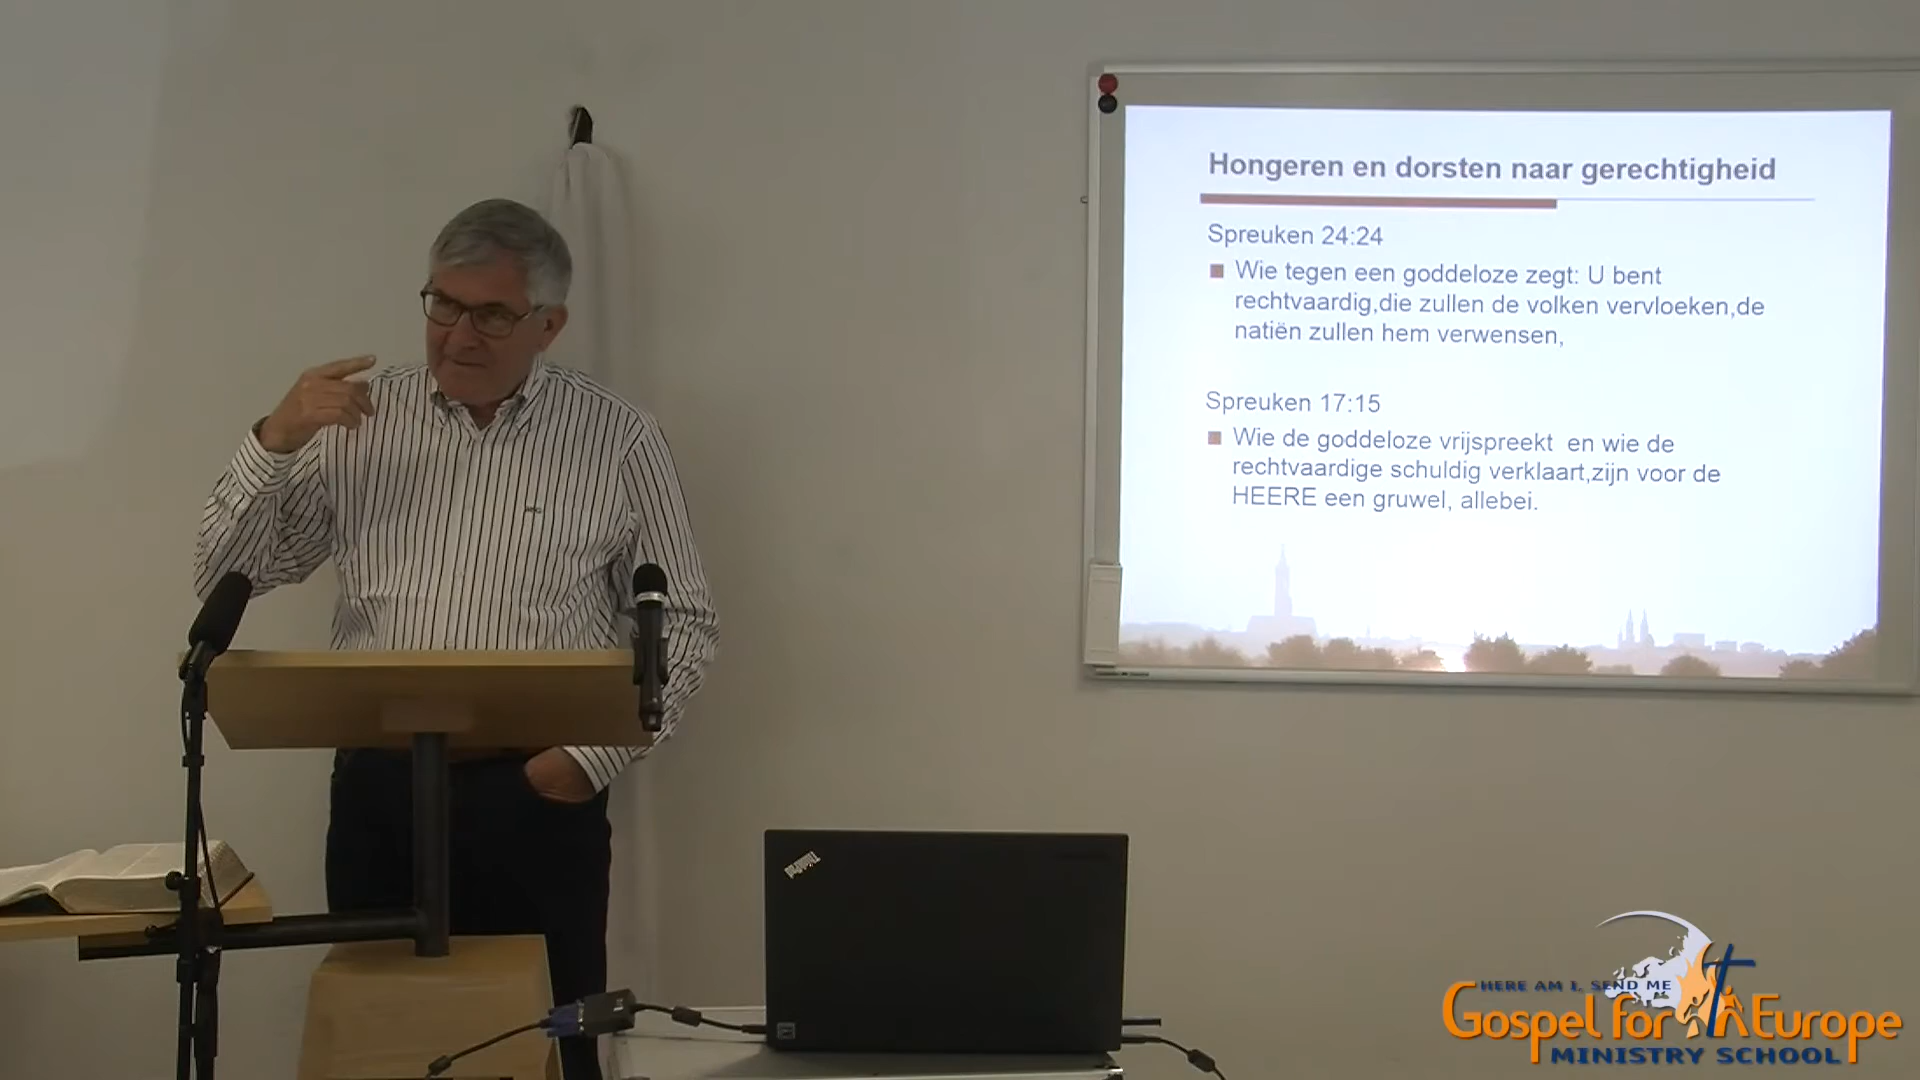 Hongeren en dorsten naar gerechtigheid
Spreuken 24:24
Wie tegen een goddeloze zegt: U bent
rechtvaardig,die zullen de volken vervloeken,de
natiën zullen hem verwensen,
Spreuken 17:15
Wie de goddeloze vrijspreekt en wie de
rechtvaardige schuldig verklaart,zijn voor de
HEERE een gruwel, allebei.
ThinkPad
HERE AM I, SEND ME
Gospel for Europe
MINISTRY SCHOOL